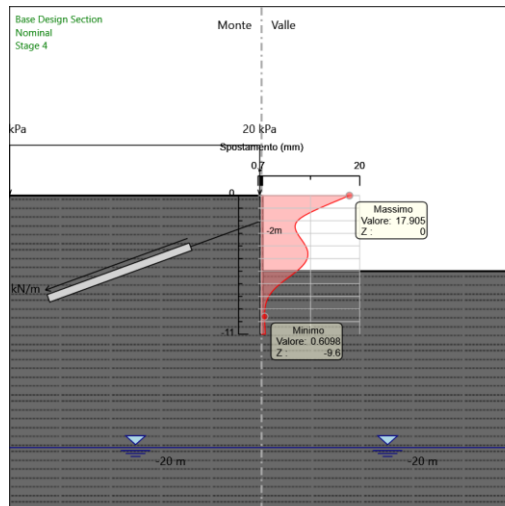 Base Design Section
Nominal
Stage 4
Monte
Valle
kPa
20 kPa
Spostamento (mm)
0.7
20
0
Massimo
Valore: 17.905
Z : 0
-2m
kN/m
-11
Minimo
Valore: 0.6098
Z : -9.6
-20 m
-20 m